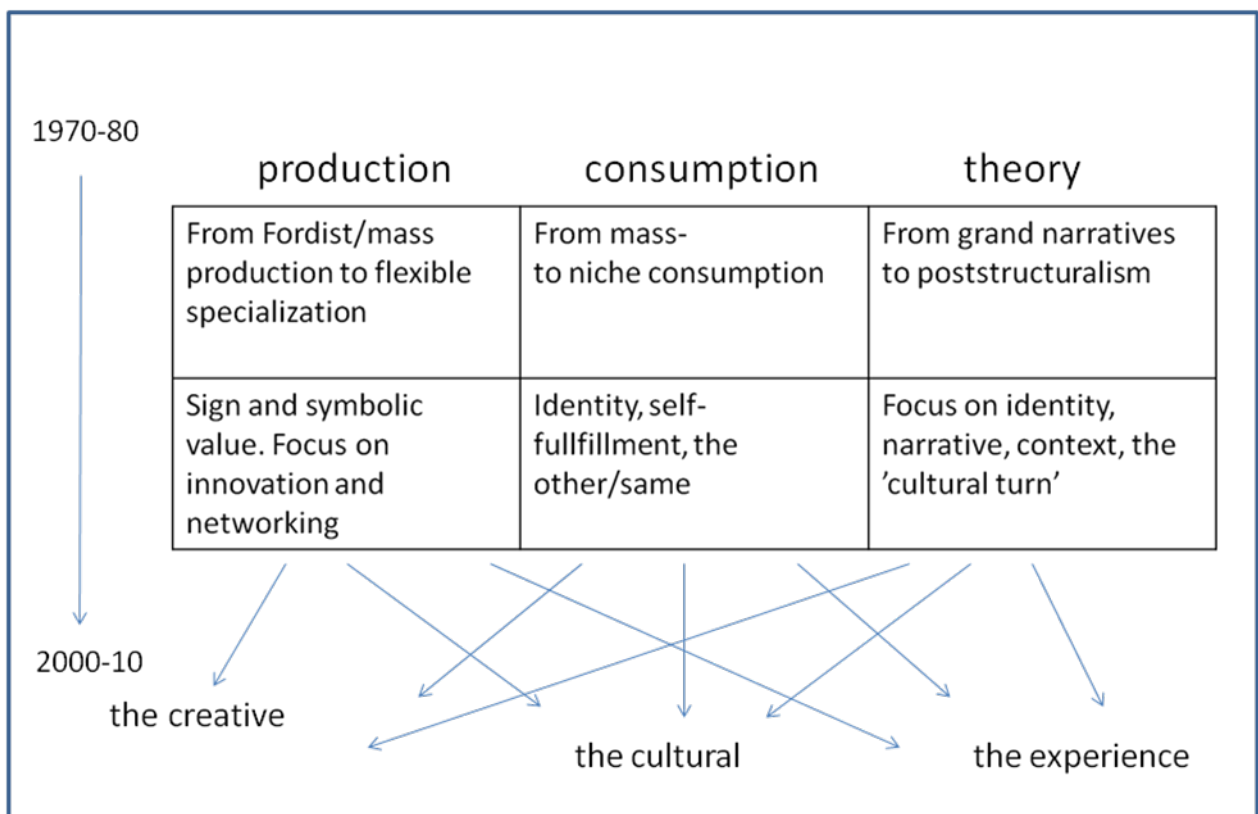 1970-80
production consumption theory
From Fordist/mass
production to flexible
specialization
From mass-
to niche consumption
From grand narratives
to poststructuralism
Sign and symbolic
value. Focus on
innovation and
networking
Identity, self-
fullfillment, the
other/same
Focus on identity,
narrative, context, the
’cultural turn’
2000-10
the creative
the cultural
the experience